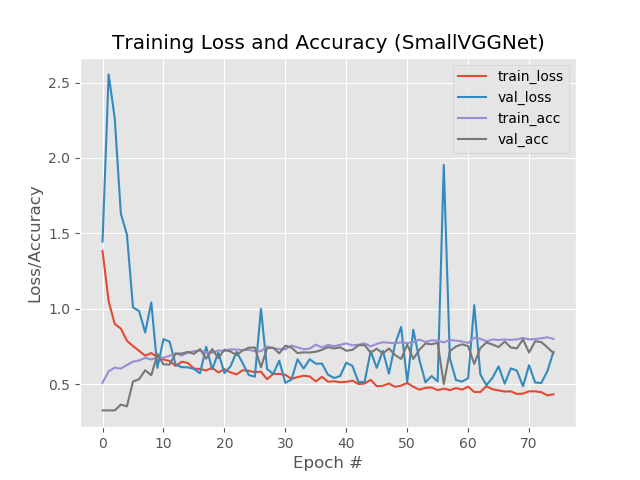 Training Loss and Accuracy (SmallVGGNet)
train_loss
val_loss
train_acc
val_acc
2.5
2.0
1.5
1.0
0.5
Loss/Accuracy
0 10 20 30 40 50 60 70
Epoch #